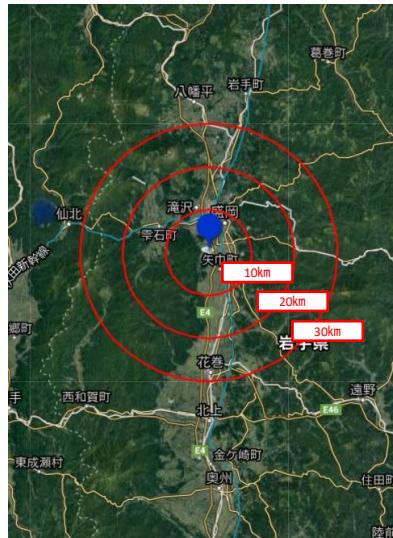 葛巻町
岩手町
八幡平
仙北
滝沢
盛岡
雫石町
田新幹線
矢巾町
10km
20km
E4
30km
郷町
岩手県
花巻
手
西和賀町
遠野
北上
E46
E4
金ケ崎町
東成瀬村
奥州
住田町
陸前